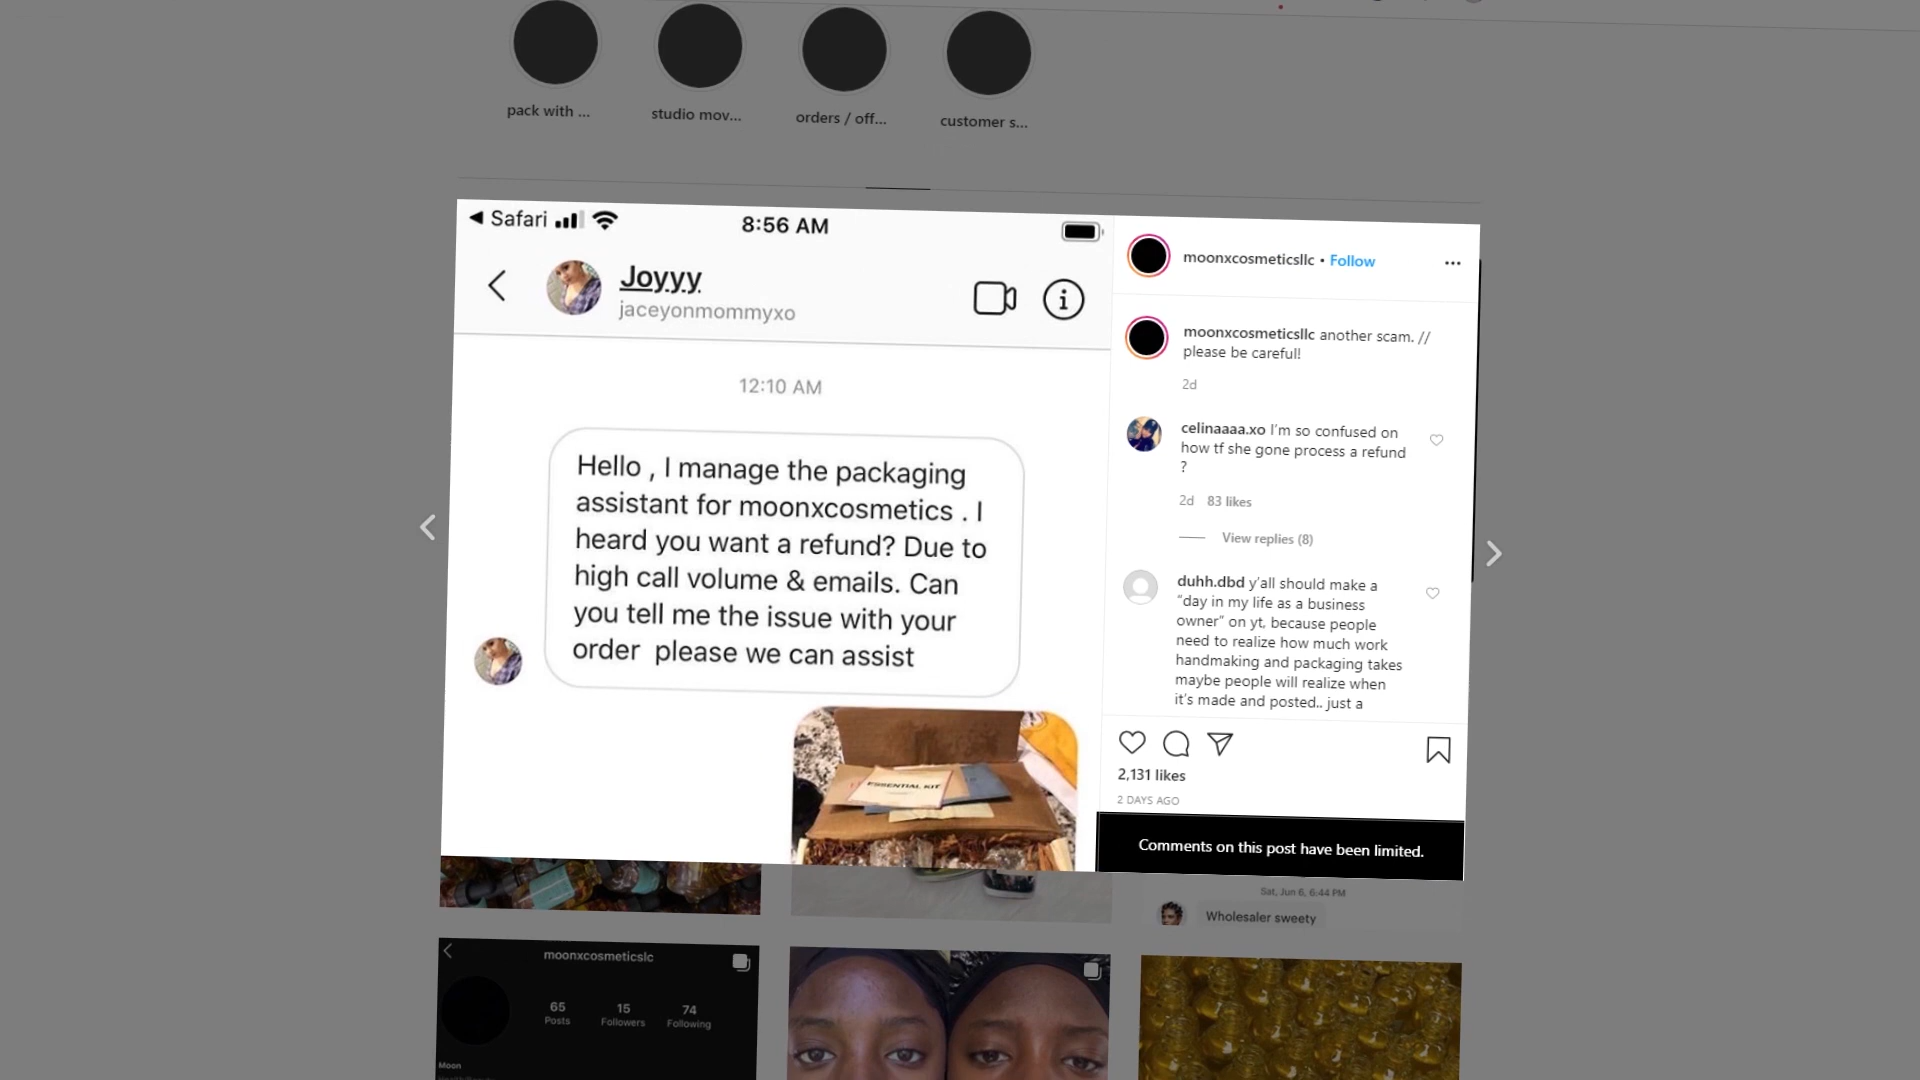 pack with ...
studio mov...
orders / off...
customer s...
Safari
8:56 AM
Joyyy
jaceyonmommyxo
12:10 AM
Hello , I manage the packaging
assistant for moonxcosmetics . I
heard you want a refund? Due to
high call volume & emails. Can
you tell me the issue with your
order  please we can assist
ESSENTIAL KIT
moonxcosmeticsllc • Follow
moonxcosmeticsllc another scam. //
please be careful!
2d
celinaaaa.xo I'm so confused on
how tf she gone process a refund
?
2d 83 likes
View replies (8)
duhh.dbd y'all should make a
“day in my life as a business
owner” on yt, because people
need to realize how much work
handmaking and packaging takes
maybe people will realize when
it's made and posted.. just a
2,131 likes
2 DAYS AGO
Comments on this post have been limited.
Sat, Jun 6, 6:44 PM
Wholesaler sweety
moonxcosmeticslc
65 15 74
Posts Followers Following
Moon